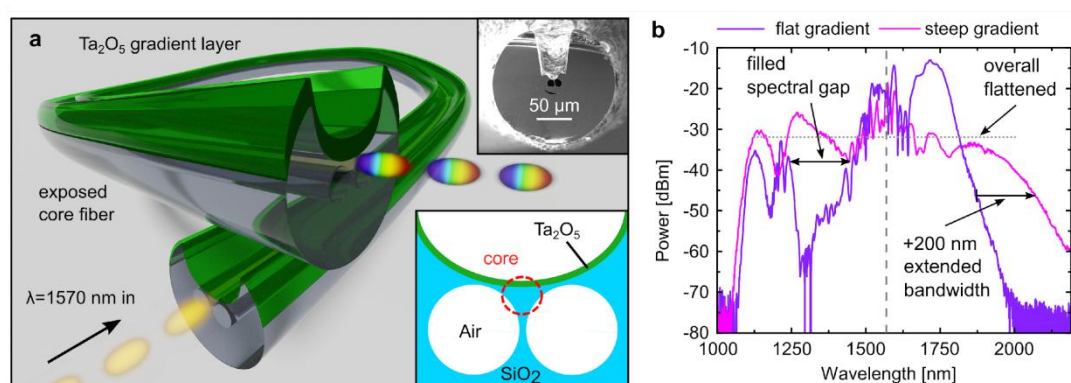 a
Ta₂O₅ gradient layer
50 µm
exposed
core fiber
λ=1570 nm in
Ta₂O₅
core
Air
SiO₂
b
flat gradient
steep gradient
filled
spectral gap
overall
flattened
+200 nm
extended
bandwidth
Power [dBm]
-10
-20
-30
-40
-50
-60
-70
-80
1000
1250
1500
1750
2000
Wavelength [nm]